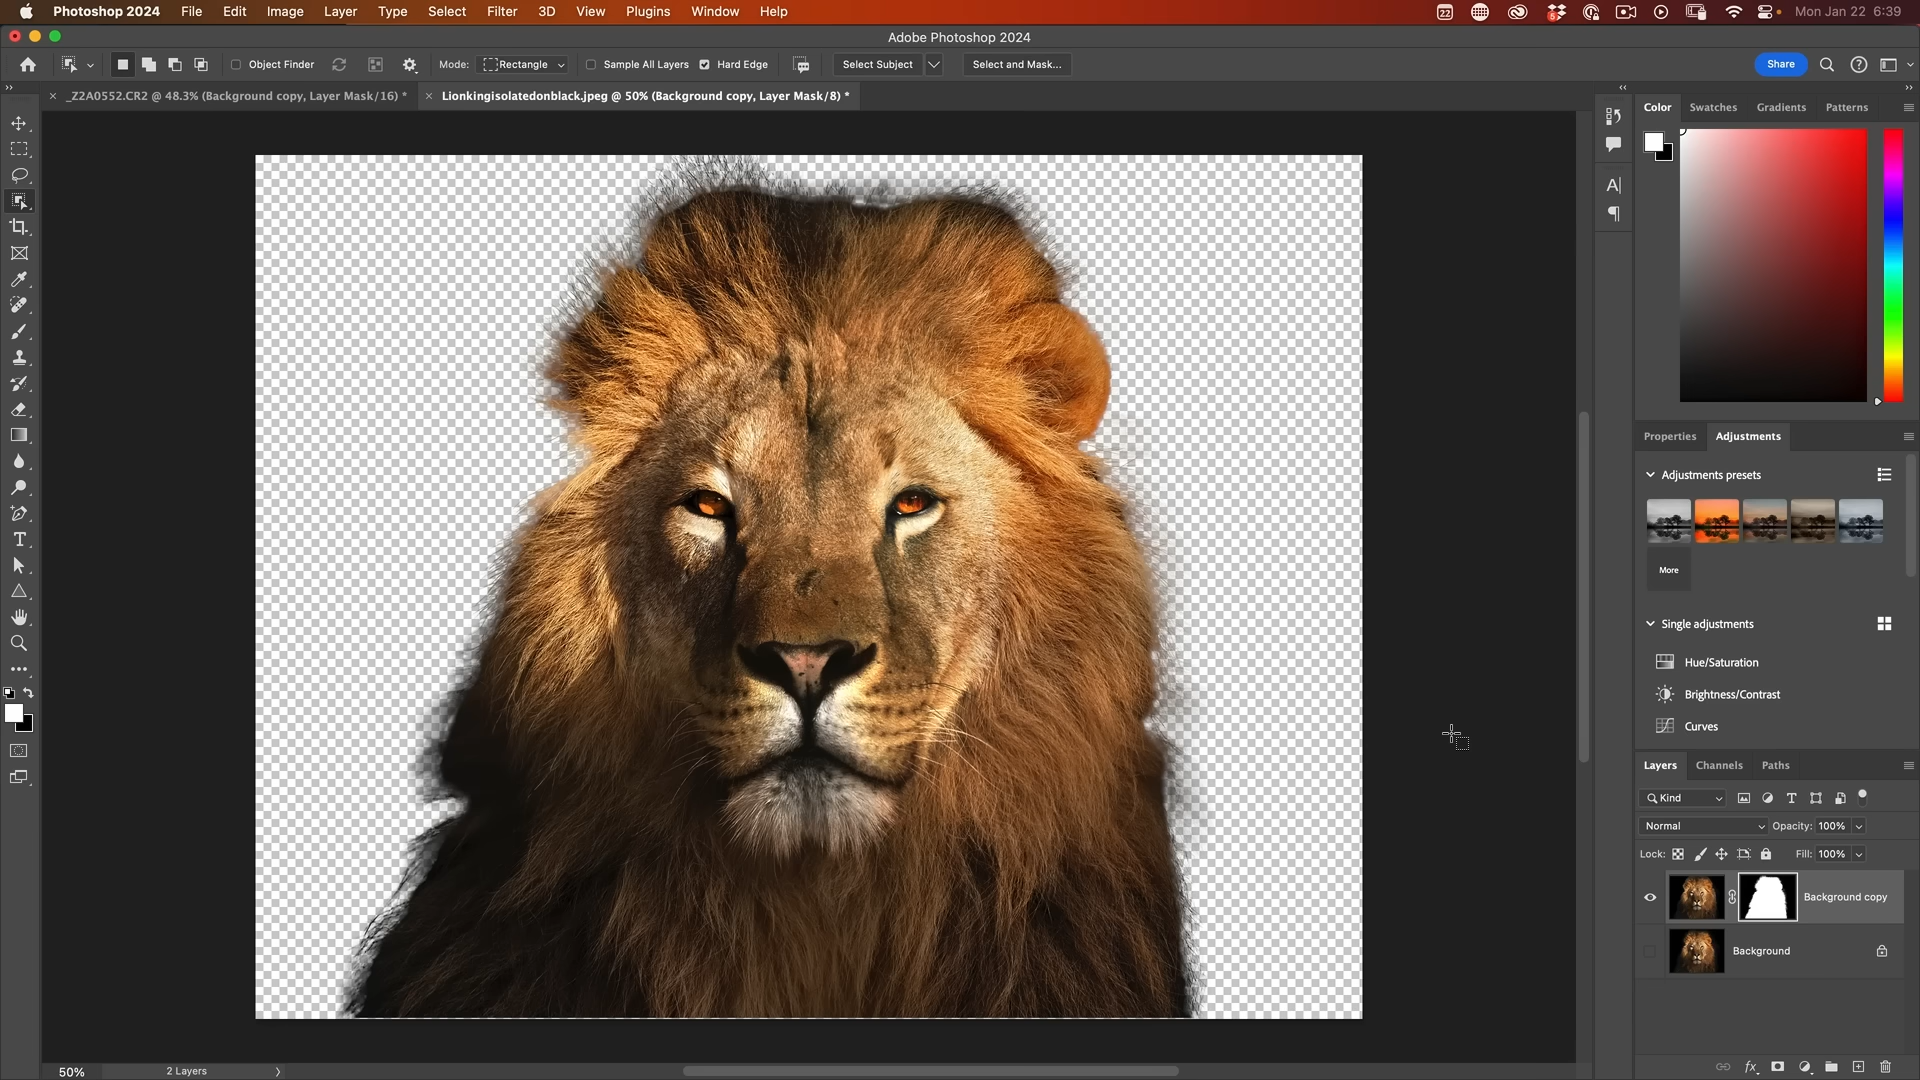 Photoshop 2024 File Edit Image Layer Type Select Filter 3D View Plugins Window Help
22
5
Mon Jan 22 6:39
Adobe Photoshop 2024
Object Finder
Mode: Rectangle
Sample All Layers
Hard Edge
Select Subject
Select and Mask...
Share
_Z2A0552.CR2 @ 48.3% (Background copy, Layer Mask/16) *
Lionkingisolatedonblack.jpeg @ 50% (Background copy, Layer Mask/8) *
Color Swatches Gradients Patterns
Properties Adjustments
Adjustments presets
More
Single adjustments
Hue/Saturation
Brightness/Contrast
Curves
Layers Channels Paths
Kind
Normal Opacity: 100%
Lock: Fill: 100%
Background copy
Background
fx
50% 2 Layers